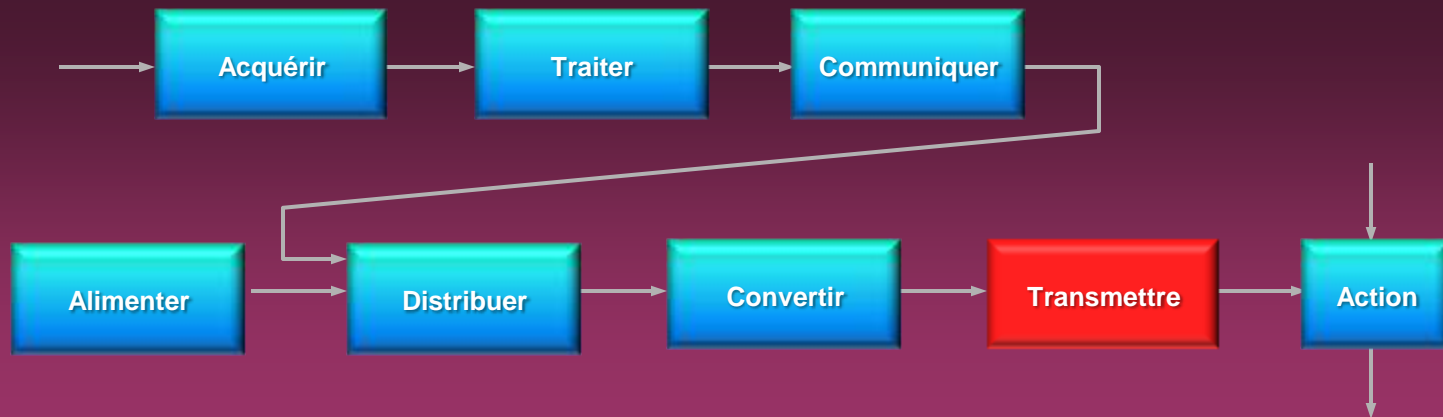 Acquérir
Traiter
Communiquer
Alimenter
Distribuer
Convertir
Transmettre
Action